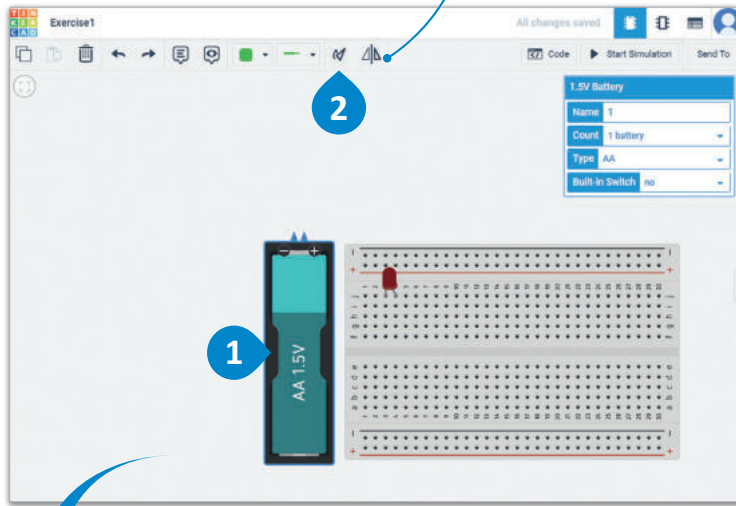 TIN
KER
CAD
Exercise1
All changes saved
Code
Start Simulation
Send To
2
1.5V Battery
Name 1
Count 1 battery
Type AA
Built-in Switch no
- +
1
AA 1.5V